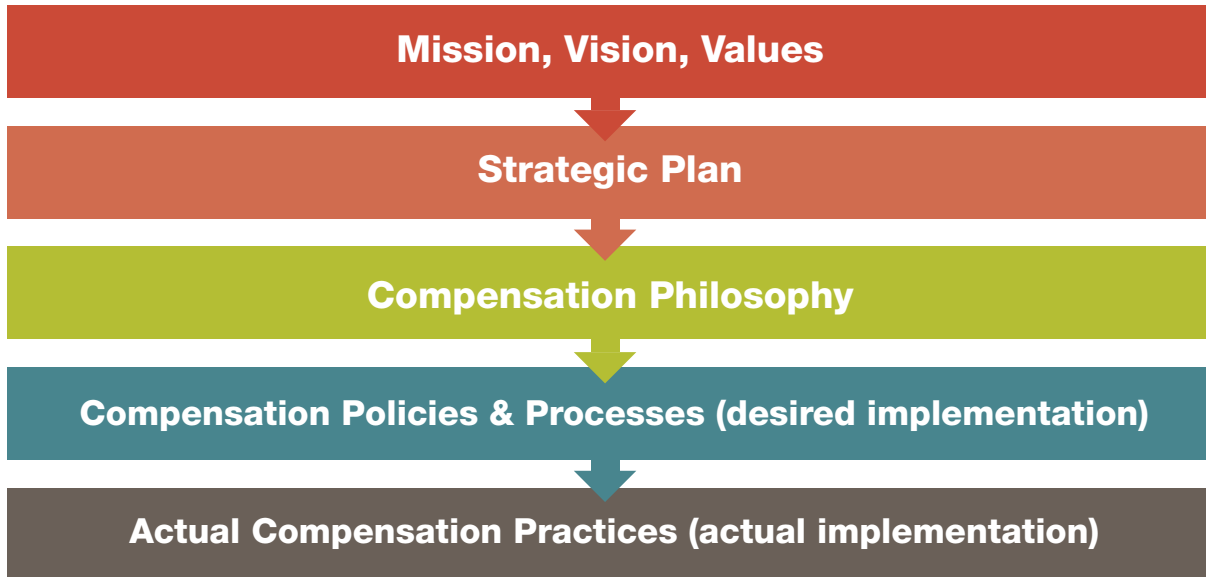 Mission, Vision, Values
Strategic Plan
Compensation Philosophy
Compensation Policies & Processes (desired implementation)
Actual Compensation Practices (actual implementation)